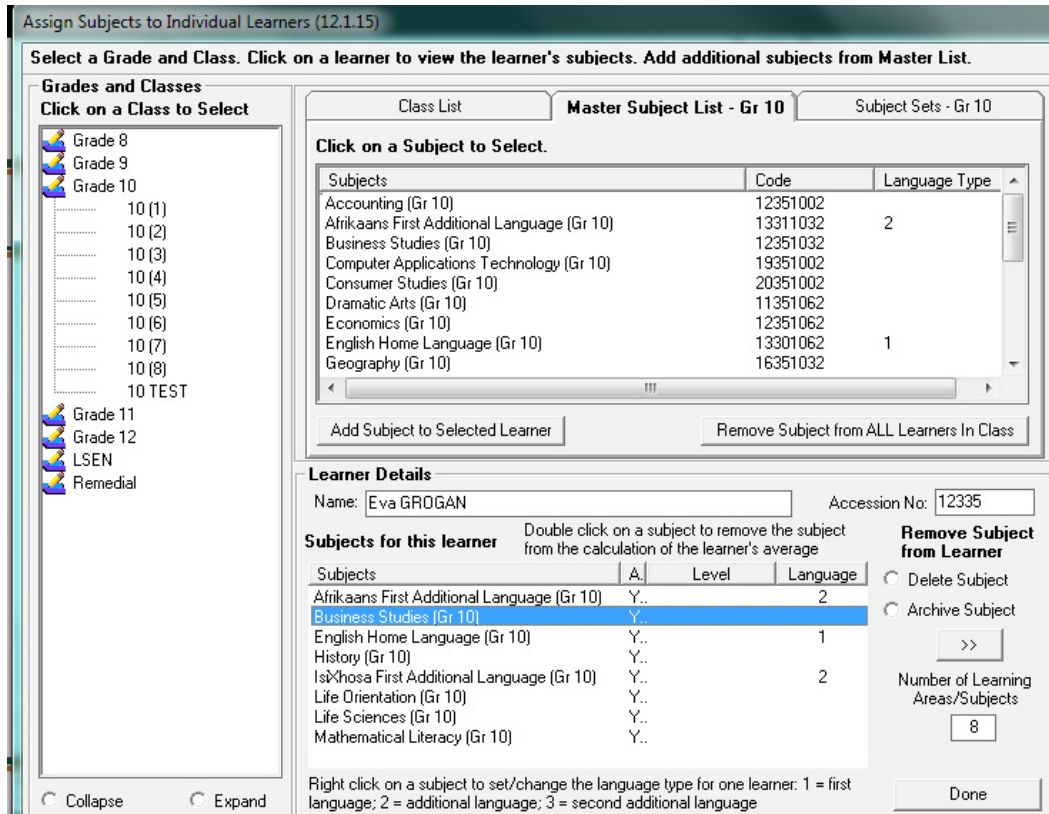 Assign Subjects to Individual Learners (12.1.15)
Select a Grade and Class. Click on a learner to view the learner's subjects. Add additional subjects from Master List.
Grades and Classes
Click on a Class to Select
Grade 8
Grade 9
Grade 10
10 (1)
10 (2)
10 (3)
10 (4)
10 (5)
10 (6)
10 (7)
10 (8)
10 TEST
Grade 11
Grade 12
LSEN
Remedial
Collapse Expand
Class List Master Subject List - Gr 10 Subject Sets - Gr 10
Click on a Subject to Select.
Subjects Code Language Type
Accounting (Gr 10) 12351002
Afrikaans First Additional Language (Gr 10) 13311032 2
Business Studies (Gr 10) 12351032
Computer Applications Technology (Gr 10) 19351002
Consumer Studies (Gr 10) 20351002
Dramatic Arts (Gr 10) 11351062
Economics (Gr 10) 12351062
English Home Language (Gr 10) 13301062 1
Geography (Gr 10) 16351032
Add Subject to Selected Learner Remove Subject from ALL Learners In Class
Learner Details
Name: Eva GROGAN Accession No: 12335
Subjects for this learner
Double click on a subject to remove the subject
from the calculation of the learner's average
Subjects A. Level Language
Afrikaans First Additional Language (Gr 10) Y.. 2
Business Studies (Gr 10) Y..
English Home Language (Gr 10) Y.. 1
History (Gr 10) Y..
IsiXhosa First Additional Language (Gr 10) Y.. 2
Life Orientation (Gr 10) Y..
Life Sciences (Gr 10) Y..
Mathematical Literacy (Gr 10) Y..
Right click on a subject to set/change the language type for one learner: 1 = first
language; 2 = additional language; 3 = second additional language
Remove Subject
from Learner
Delete Subject
Archive Subject
>>
Number of Learning
Areas/Subjects
8
Done